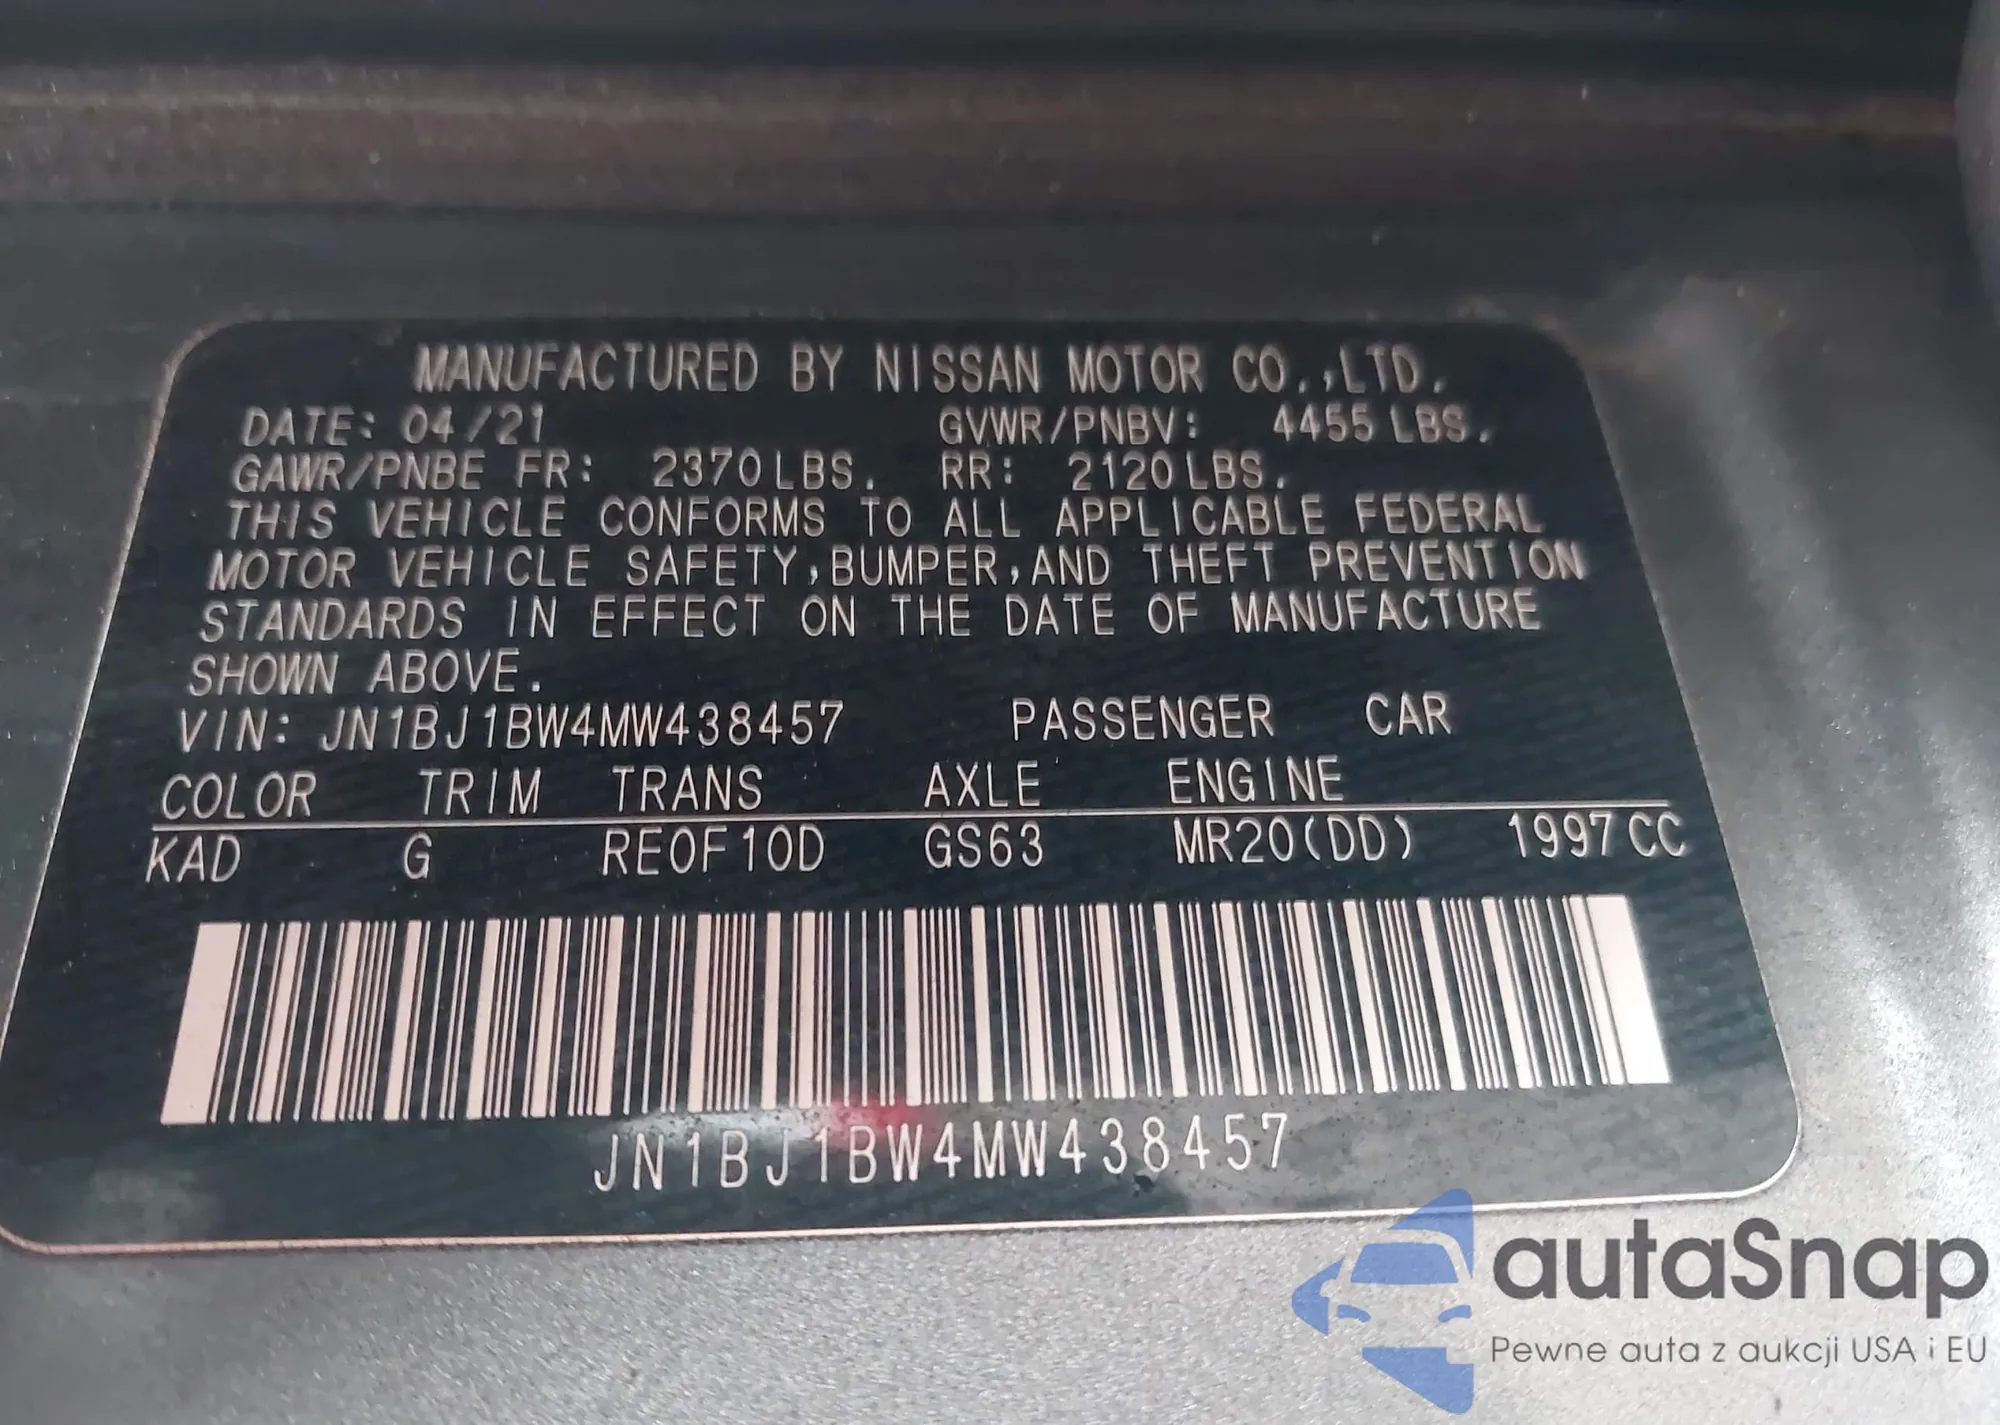 MANUFACTURED BY NISSAN MOTOR CO.,LTD.
DATE: 04/21 GVWR/PNBV: 4455 LBS.
GAWR/PNBE FR: 2370LBS. RR: 2120LBS.
THIS VEHICLE CONFORMS TO ALL APPLICABLE FEDERAL
MOTOR VEHICLE SAFETY,BUMPER,AND THEFT PREVENTION
STANDARDS IN EFFECT ON THE DATE OF MANUFACTURE
SHOWN ABOVE.
VIN: JN1BJ1BW4MW438457 PASSENGER CAR
COLOR TRIM TRANS AXLE ENGINE
KAD G RE0F10D GS63 MR20(DD) 1997CC
JN1BJ1BW4MW438457
autaSnap
Pewne auta z aukcji USA i EU